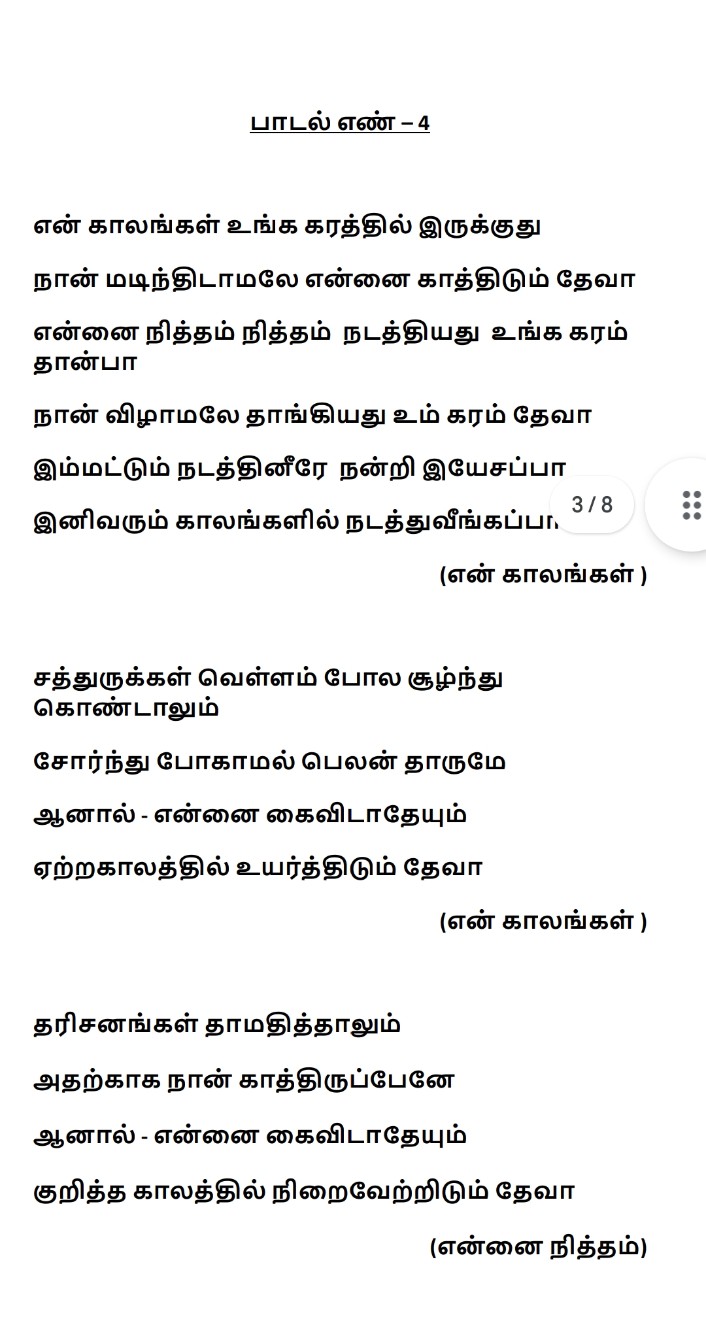 பாடல் எண் – 4
என் காலங்கள் உங்க கரத்தில் இருக்குது
நான் மடிந்திடாமலே என்னை காத்திடும் தேவா
என்னை நித்தம் நித்தம் நடத்தியது உங்க கரம்
தான்பா
நான் விழாமலே தாங்கியது உம் கரம் தேவா
இம்மட்டும் நடத்தினீரே நன்றி இயேசப்பா
இனிவரும் காலங்களில் நடத்துவீங்கப்பா
3 / 8
(என் காலங்கள் )
சத்துருக்கள் வெள்ளம் போல சூழ்ந்து
கொண்டாலும்
சோர்ந்து போகாமல் பெலன் தாருமே
ஆனால் - என்னை கைவிடாதேயும்
ஏற்றகாலத்தில் உயர்த்திடும் தேவா
(என் காலங்கள் )
தரிசனங்கள் தாமதித்தாலும்
அதற்காக நான் காத்திருப்பேனே
ஆனால் - என்னை கைவிடாதேயும்
குறித்த காலத்தில் நிறைவேற்றிடும் தேவா
(என்னை நித்தம்)